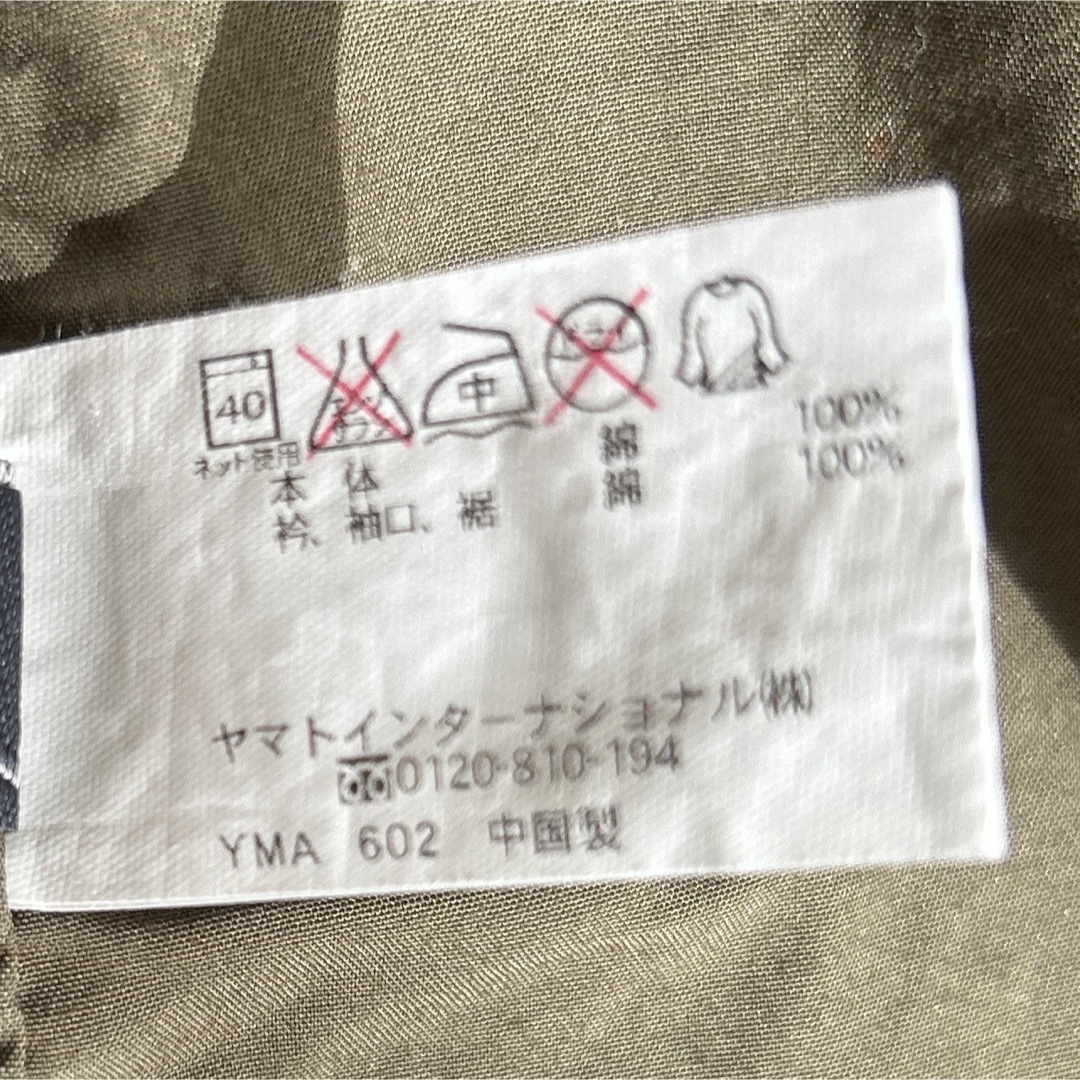 40 中
ネット使用
本 体 綿 100%
衿、袖口、裾 綿 100%
ヤマトインターナショナル(株)
0120-810-194
YMA 602 中国製